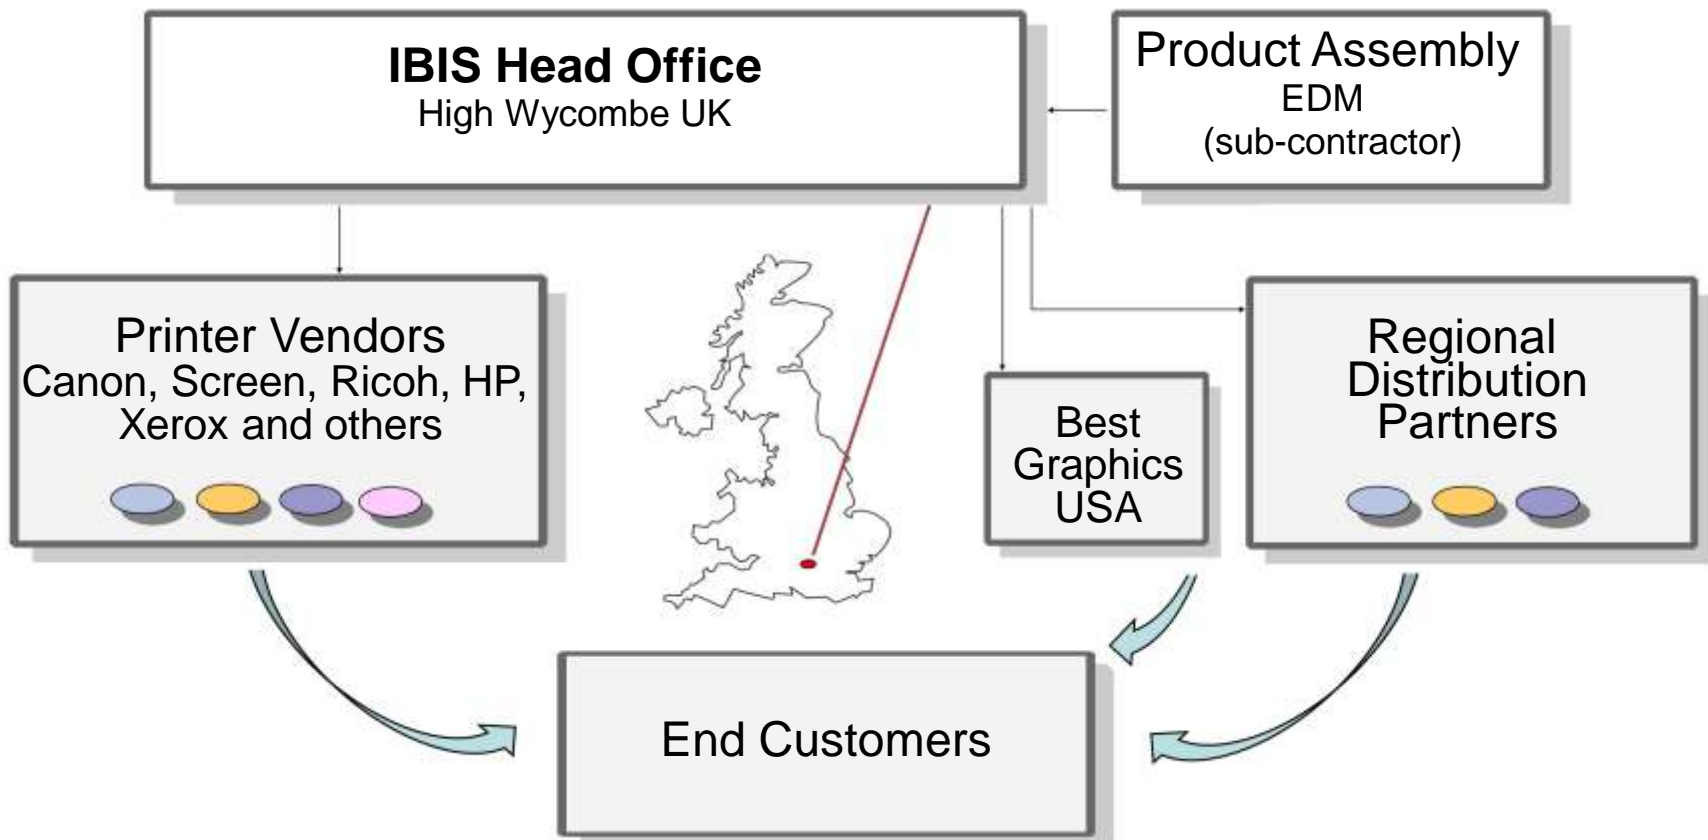 IBIS Head Office
High Wycombe UK
Product Assembly
EDM
(sub-contractor)
Printer Vendors
Canon, Screen, Ricoh, HP,
Xerox and others
Best
Graphics
USA
Regional
Distribution
Partners
End Customers